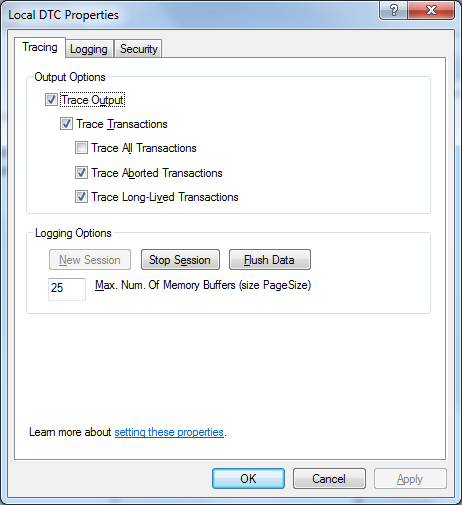 Local DTC Properties
?
Tracing Logging Security
Output Options
Trace Output
Trace Transactions
Trace All Transactions
Trace Aborted Transactions
Trace Long-Lived Transactions
Logging Options
New Session Stop Session Flush Data
25 Max. Num. Of Memory Buffers (size PageSize)
Learn more about setting these properties.
OK Cancel Apply